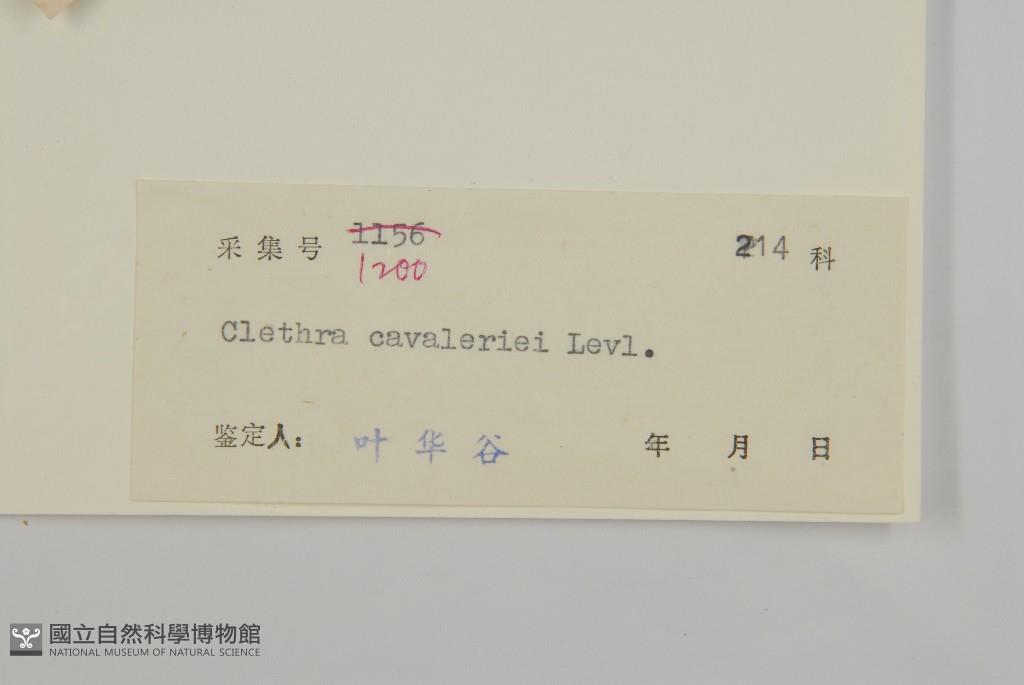 采集号 1156 214 科
1200
Clethra cavaleriei Levl.
鉴定人: 叶华谷 年 月 日
國立自然科學博物館
NATIONAL MUSEUM OF NATURAL SCIENCE